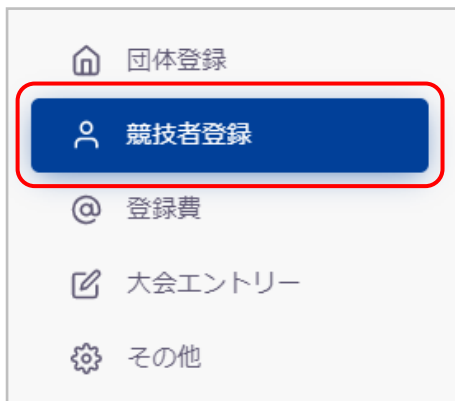 団体登録
競技者登録
登録費
大会エントリー
その他